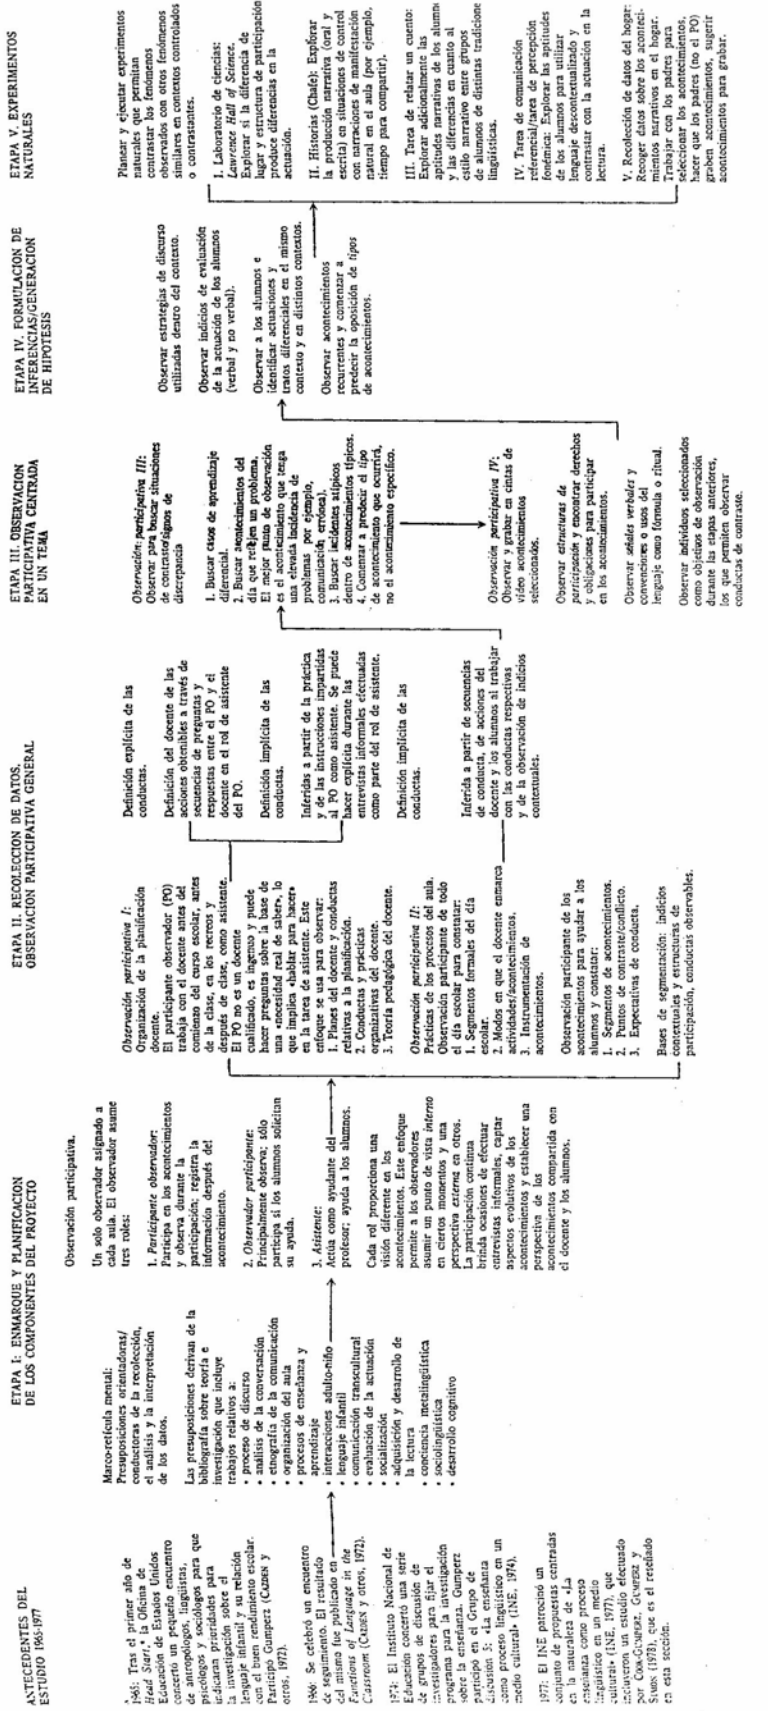 ANTECEDENTES DEL
ESTUDIO 1965-1977
1965: Tras el primer año de
Head Start,* la Oficina de
Educación de Estados Unidos
concertó un pequeño encuentro
de antropólogos, lingüistas,
psicólogos y sociólogos para que
indicaran prioridades para
la investigación sobre el
lenguaje infantil y su relación
con el buen rendimiento escolar.
Participó Gumperz (CAZDEN y
otros, 1972).
1966: Se celebró un encuentro
de seguimiento. El resultado
del mismo fue publicado en
Functions of Language in the
Classroom (CAZDEN y otros, 1972).
1974: El Instituto Nacional de
Educación concertó una serie
de grupos de discusión de
investigadores para fijar el
programa para la investigación
sobre la enseñanza. Gumperz
participó en el Grupo de
discusión 5: «La enseñanza
como proceso lingüístico en un
medio cultural» (INE, 1974).
1977: El INE patrocinó un
conjunto de propuestas centradas
en la naturaleza de «La
enseñanza como proceso
lingüístico en un medio
cultural» (INE, 1977), que
incluyeron un estudio efectuado
por COOK-GUMPERZ, GUMPERZ y
SIMON (1978), que es el reseñado
en esta sección.
ETAPA I: ENMARQUE Y PLANIFICACION
DE LOS COMPONENTES DEL PROYECTO
Marco-retícula mental:
Presuposiciones orientadoras/
conductoras de la recolección,
el análisis y la interpretación
de los datos.
Las presuposiciones derivan de la
bibliografía sobre teoría e
investigación que incluye
trabajos relativos a:
• proceso de discurso
• análisis de la conversación
• etnografía de la comunicación
• organización del aula
• procesos de enseñanza y
aprendizaje
• interacciones adulto-niño
• lenguaje infantil
• comunicación transcultural
• evaluación de la actuación
• socialización
• adquisición y desarrollo de
la lectura
• conciencia metalingüística
• sociolingüística
• desarrollo cognitivo
Observación participativa.
Un solo observador asignado a
cada aula. El observador asume
tres roles:
1. Participante observador:
Participa en los acontecimientos
y observa durante la
participación; registra la
información después del
acontecimiento.
2. Observador participante:
Principalmente observa; sólo
participa si los alumnos solicitan
su ayuda.
3. Asistente:
Actúa como ayudante del
profesor; ayuda a los alumnos.
Cada rol proporciona una
visión diferente en los
acontecimientos. Este enfoque
permite a los observadores
asumir un punto de vista interno
en ciertos momentos y una
perspectiva externa en otros.
La participación continua
brinda ocasiones de efectuar
entrevistas informales, captar
aspectos evolutivos de los
acontecimientos y establecer una
perspectiva de los
acontecimientos compartida con
el docente y los alumnos.
ETAPA II. RECOLECCION DE DATOS.
OBSERVACION PARTICIPATIVA GENERAL
Observación participativa I:
Organización de la planificación
docente.
El participante observador (PO)
trabaja con el docente antes del
comienzo del curso escolar, antes
de la clase, en los recreos y
después de clase, como asistente.
El PO no es un docente
cualificado, es ingenuo y puede
hacer preguntas sobre la base de
una «necesidad real de saber», lo
que implica «hablar para hacer»
en la tarea de asistente. Este
enfoque se usa para observar:
1. Planes del docente y conductas
relativas a la planificación.
2. Conductas y prácticas
organizativas del docente.
3. Teoría pedagógica del docente.
Observación participativa II:
Prácticas de los procesos del aula.
Observación participante de todo
el día escolar para constatar:
1. Segmentos formales del día
escolar.
2. Modos en que el docente enmarca
actividades/acontecimientos.
3. Instrumentación de
acontecimientos.
Observación participante de los
acontecimientos para ayudar a los
alumnos y constatar:
1. Segmentos de acontecimientos.
2. Puntos de contraste/conflicto.
3. Expectativas de conducta.
Bases de segmentación: indicios
contextuales y estructuras de
participación, conductas observables.
Definición explícita de las
conductas.
Definición del docente de las
acciones obtenibles a través de
secuencias de preguntas y
respuestas entre el PO y el
docente en el rol de asistente
del PO.
Definición implícita de las
conductas.
Inferidas a partir de la práctica
y de las instrucciones impartidas
al PO como asistente. Se puede
hacer explícita durante las
entrevistas informales efectuadas
como parte del rol de asistente.
Definición implícita de las
conductas.
Inferida a partir de secuencias
de conducta, de acciones del
docente y los alumnos al trabajar
con las conductas respectivas
y de la observación de indicios
contextuales.
ETAPA III. OBSERVACION
PARTICIPATIVA CENTRADA
EN UN TEMA
Observación participativa III:
Observar para buscar situaciones
de contraste/signos de
discrepancia
1. Buscar casos de aprendizaje
diferencial.
2. Buscar acontecimientos del
día que reflejen un problema.
El mejor punto de observación
es el acontecimiento que tenga
una elevada incidencia de
problemas (por ejemplo,
comunicación errónea).
3. Buscar incidentes atípicos
dentro de acontecimientos típicos.
4. Comentar a predecir el tipo
de acontecimiento que ocurrirá,
no el acontecimiento específico.
Observación participativa IV:
Observar y grabar en cintas de
vídeo acontecimientos
seleccionados.
Observar estructuras de
participación y encontrar derechos
y obligaciones para participar
en los acontecimientos.
Observar señales verbales y
convenciones o usos del
lenguaje como fórmula o ritual.
Observar individuos seleccionados
como objetivos de observación
durante las etapas anteriores,
los que permiten observar
conductas de contraste.
ETAPA IV. FORMULACION DE
INFERENCIAS/GENERACION
DE HIPOTESIS
Observar estrategias de discurso
utilizadas dentro del contexto.
Observar indicios de evaluación
de la actuación de los alumnos
(verbal y no verbal).
Observar a los alumnos e
identificar actuaciones y
tratos diferenciales en el mismo
contexto y en distintos contextos.
Observar acontecimientos
recurrentes y comenzar a
predecir la oposición de tipos
de acontecimientos.
ETAPA V. EXPERIMENTOS
NATURALES
Planear y ejecutar experimentos
naturales que permitan
contrastar los fenómenos
observados con otros fenómenos
similares en contextos controlados
o contrastantes.
I. Laboratorio de ciencias:
Lawrence Hall of Science.
Explorar si la diferencia de
lugar y estructura de participación
produce diferencias en la
actuación.
II. Historias (Chafe): Explorar
la producción narrativa (oral y
escrita) en situaciones de control
con narraciones de manifestación
natural en el aula (por ejemplo,
tiempo para compartir).
III. Tarea de relatar un cuento:
Explorar adicionalmente las
aptitudes narrativas de los alumno
y las diferencias en cuanto al
estilo narrativo entre grupos
de alumnos de distintas tradicione
lingüísticas.
IV. Tarea de comunicación
referencial/tarea de percepción
fonémica: Explorar las aptitudes
de los alumnos para utilizar
lenguaje descontextualizado y
contrastar con la actuación en la
lectura.
V. Recolección de datos del hogar:
Recoger datos sobre los aconteci-
mientos narrativos en el hogar.
Trabajar con los padres para
seleccionar los acontecimientos,
hacer que los padres (no el PO)
graben acontecimientos, sugerir
acontecimientos para grabar.